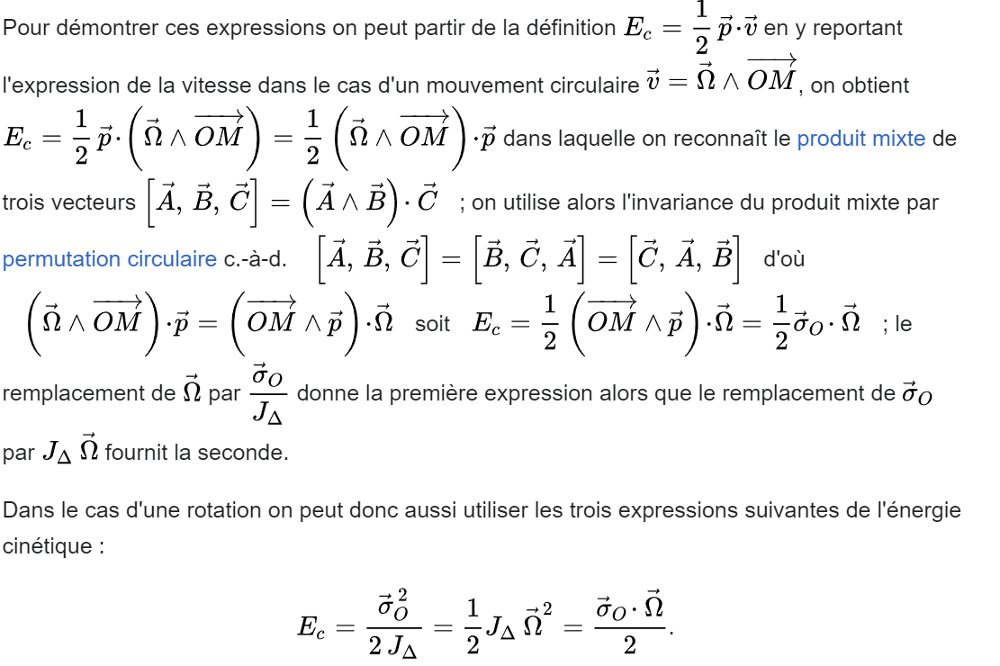 Pour démontrer ces expressions on peut partir de la définition $E_c = \dfrac{1}{2}\,\vec{p}\cdot\vec{v}$ en y reportant
l'expression de la vitesse dans le cas d'un mouvement circulaire $\vec{v} = \vec{\Omega} \wedge \overrightarrow{OM}$, on obtient
$E_c = \dfrac{1}{2}\,\vec{p}\cdot\left(\vec{\Omega} \wedge \overrightarrow{OM}\right) = \dfrac{1}{2}\left(\vec{\Omega} \wedge \overrightarrow{OM}\right)\cdot\vec{p}$ dans laquelle on reconnaît le produit mixte de
trois vecteurs $\left[\vec{A},\,\vec{B},\,\vec{C}\right] = \left(\vec{A} \wedge \vec{B}\right)\cdot\vec{C}$ ; on utilise alors l'invariance du produit mixte par
permutation circulaire c.-à-d. $\left[\vec{A},\,\vec{B},\,\vec{C}\right] = \left[\vec{B},\,\vec{C},\,\vec{A}\right] = \left[\vec{C},\,\vec{A},\,\vec{B}\right]$ d'où
$\left(\vec{\Omega} \wedge \overrightarrow{OM}\right)\cdot\vec{p} = \left(\overrightarrow{OM} \wedge \vec{p}\right)\cdot\vec{\Omega}$ soit $E_c = \dfrac{1}{2}\left(\overrightarrow{OM} \wedge \vec{p}\right)\cdot\vec{\Omega} = \dfrac{1}{2}\vec{\sigma}_O\cdot\vec{\Omega}$ ; le
remplacement de $\vec{\Omega}$ par $\dfrac{\vec{\sigma}_O}{J_\Delta}$ donne la première expression alors que le remplacement de $\vec{\sigma}_O$
par $J_\Delta\,\vec{\Omega}$ fournit la seconde.
Dans le cas d'une rotation on peut donc aussi utiliser les trois expressions suivantes de l'énergie
cinétique :
$E_c = \dfrac{\vec{\sigma}_O^{\,2}}{2\,J_\Delta} = \dfrac{1}{2}J_\Delta\,\vec{\Omega}^{\,2} = \dfrac{\vec{\sigma}_O\cdot\vec{\Omega}}{2}.$